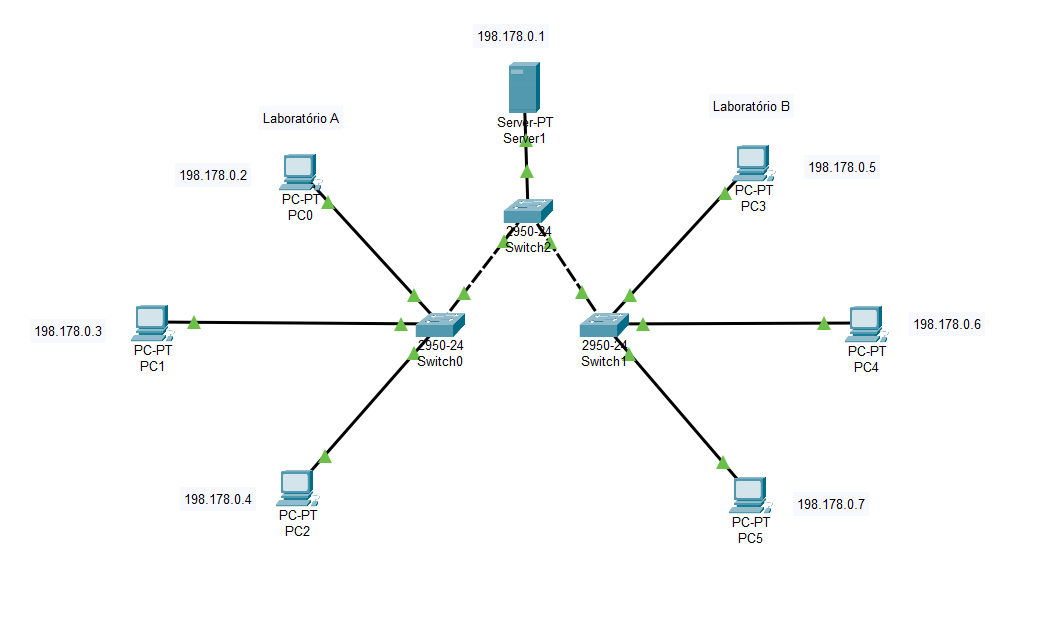 198.178.0.1
Server-PT
Server1
Laboratório A
Laboratório B
198.178.0.2
PC-PT
PC0
198.178.0.5
PC-PT
PC3
2950-24
Switch2
198.178.0.3
PC-PT
PC1
2950-24
Switch0
2950-24
Switch1
198.178.0.6
PC-PT
PC4
198.178.0.4
PC-PT
PC2
198.178.0.7
PC-PT
PC5